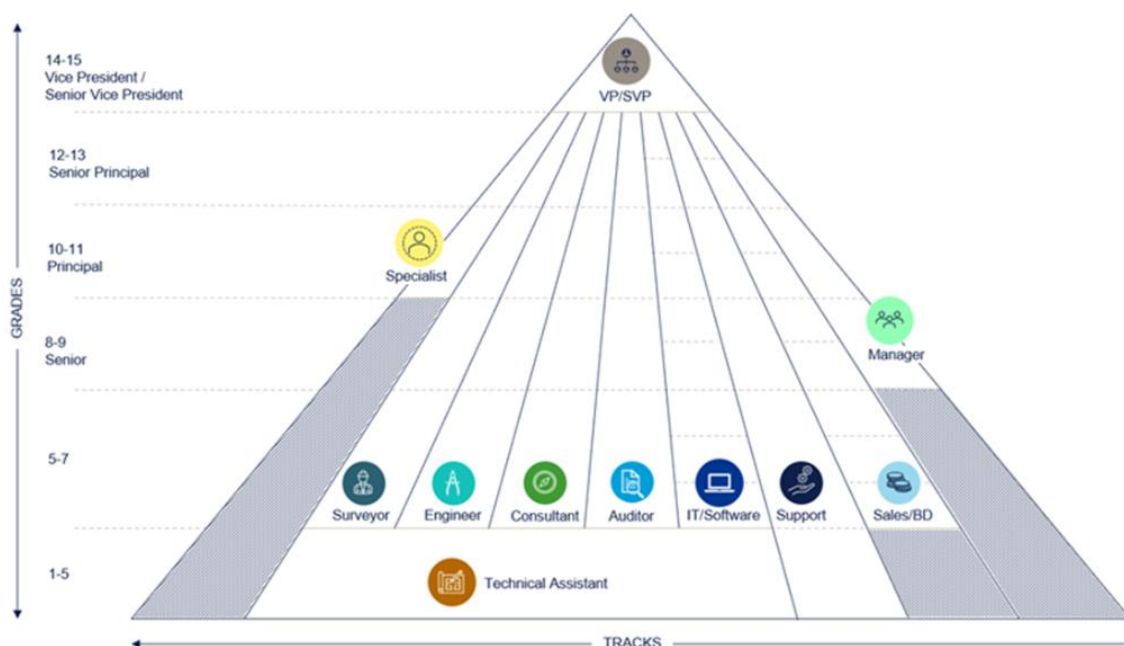 14-15
Vice President /
Senior Vice President
VP/SVP
12-13
Senior Principal
10-11
Principal
Specialist
8-9
Senior
Manager
GRADES
5-7
Surveyor
Engineer
Consultant
Auditor
IT/Software
Support
Sales/BD
1-5
Technical Assistant
TRACKS